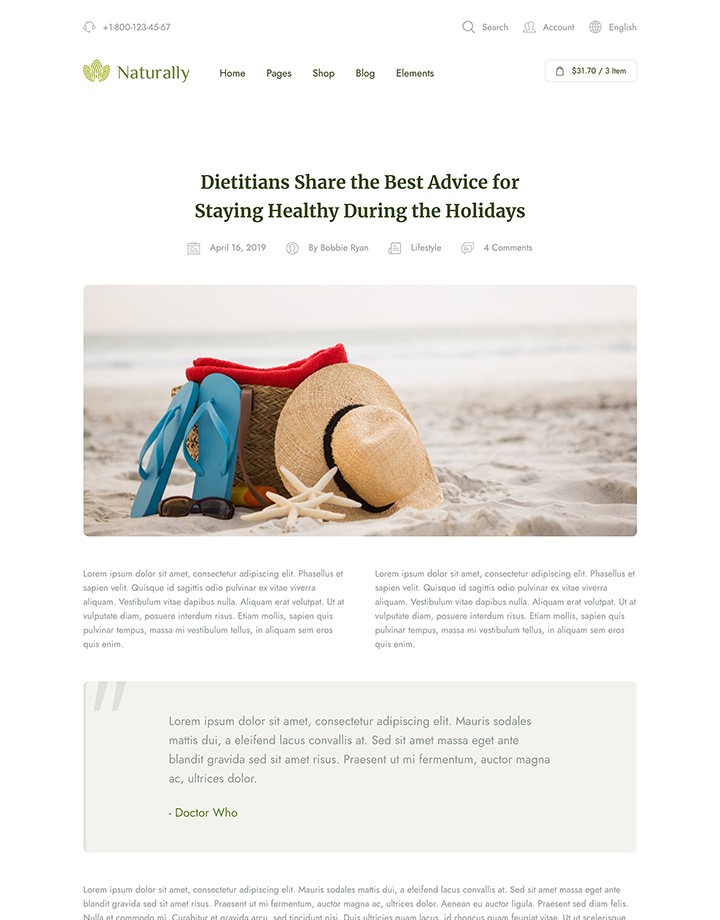 +1-800-123-45-67
Search
Account
English
Naturally
Home
Pages
Shop
Blog
Elements
$31.70 / 3 Item
Dietitians Share the Best Advice for
Staying Healthy During the Holidays
April 16, 2019
By Bobbie Ryan
Lifestyle
4 Comments
Lorem ipsum dolor sit amet, consectetur adipiscing elit. Phasellus et
sapien velit. Quisque id sagittis odio pulvinar ex vitae viverra
aliquam. Vestibulum vitae dapibus nulla. Aliquam erat volutpat. Ut at
vulputate diam, posuere interdum risus. Etiam mollis, sapien quis
pulvinar tempus, massa mi vestibulum tellus, in aliquam sem eros
quis enim.
Lorem ipsum dolor sit amet, consectetur adipiscing elit. Phasellus et
sapien velit. Quisque id sagittis odio pulvinar ex vitae viverra
aliquam. Vestibulum vitae dapibus nulla. Aliquam erat volutpat. Ut at
vulputate diam, posuere interdum risus. Etiam mollis, sapien quis
pulvinar tempus, massa mi vestibulum tellus, in aliquam sem eros
quis enim.
"
Lorem ipsum dolor sit amet, consectetur adipiscing elit. Mauris sodales
mattis dui, a eleifend lacus convallis at. Sed sit amet massa eget ante
blandit gravida sed sit amet risus. Praesent ut mi fermentum, auctor magna
ac, ultrices dolor.
- Doctor Who
Lorem ipsum dolor sit amet, consectetur adipiscing elit. Mauris sodales mattis dui, a eleifend lacus convallis at. Sed sit amet massa eget ante
blandit gravida sed sit amet risus. Praesent ut mi fermentum, auctor magna ac, ultrices dolor. Aenean eu auctor ligula. Praesent sed diam felis.
Nulla et commodo mi. Curabitur et gravida arcu, sed tincidunt nisi. Duis ultricies quam lacus, id rhoncus quam feugiat vitae. Ut ut scelerisque